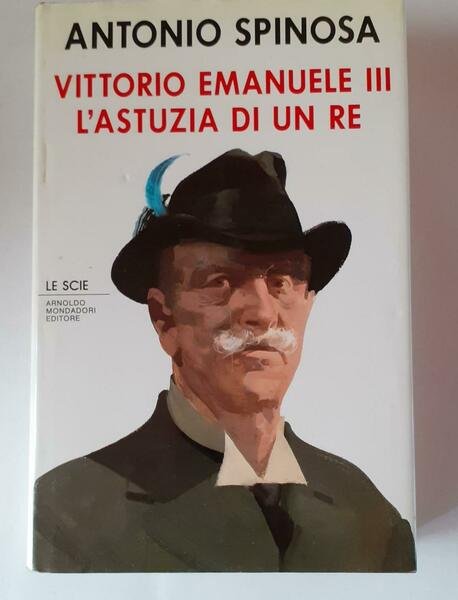 ANTONIO SPINOSA
VITTORIO EMANUELE III
L'ASTUZIA DI UN RE
LE SCIE
ARNOLDO
MONDADORI
EDITORE